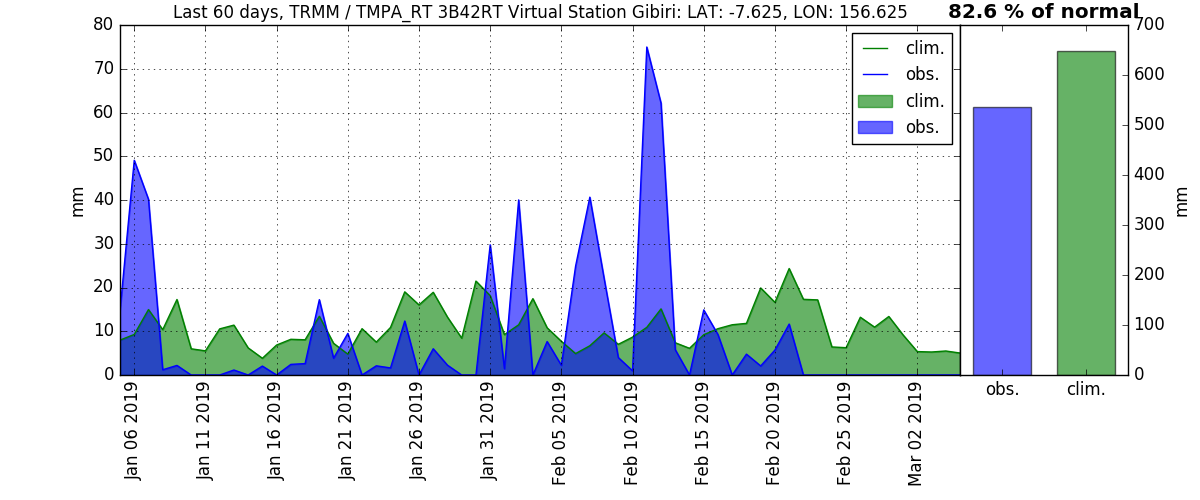 Last 60 days, TRMM / TMPA_RT 3B42RT Virtual Station Gibiri: LAT: -7.625, LON: 156.625
82.6 % of normal
80
70
60
50
40
30
20
10
0
mm
clim.
obs.
clim.
obs.
Jan 06 2019
Jan 11 2019
Jan 16 2019
Jan 21 2019
Jan 26 2019
Jan 31 2019
Feb 05 2019
Feb 10 2019
Feb 15 2019
Feb 20 2019
Feb 25 2019
Mar 02 2019
700
600
500
400
300
200
100
0
mm
obs.
clim.